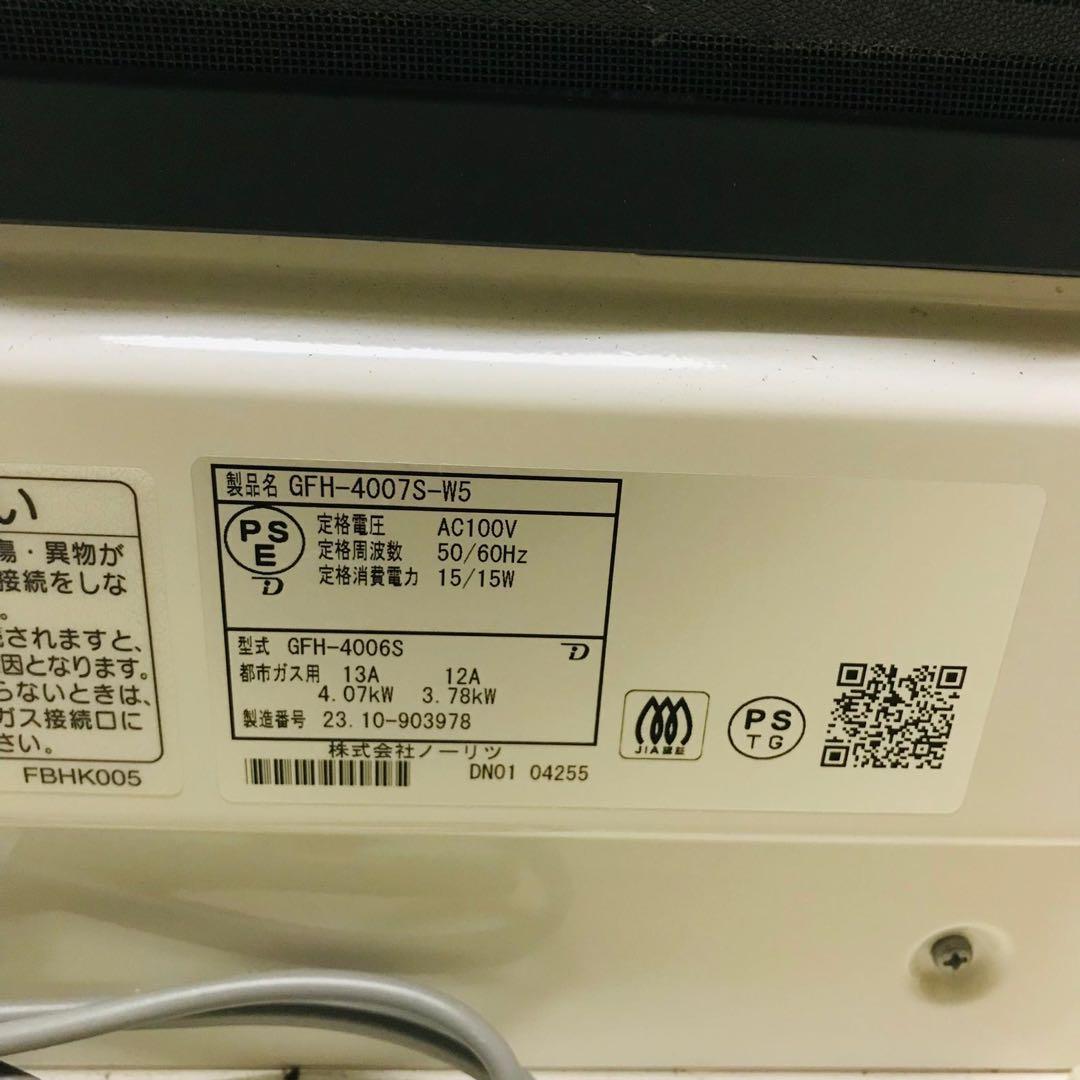 い
傷・異物が
接続をしな
。
されますと、
因となります。
らないときは、
ガス接続口に
さい。
FBHK005
製品名 GFH-4007S-W5
PS
E
定格電圧 AC100V
定格周波数 50/60Hz
定格消費電力 15/15W
型式 GFH-4006S
都市ガス用 13A 12A
4.07kW 3.78kW
製造番号 23.10-903978
株式会社ノーリツ
DN01 04255
JIA認証
PS
TG